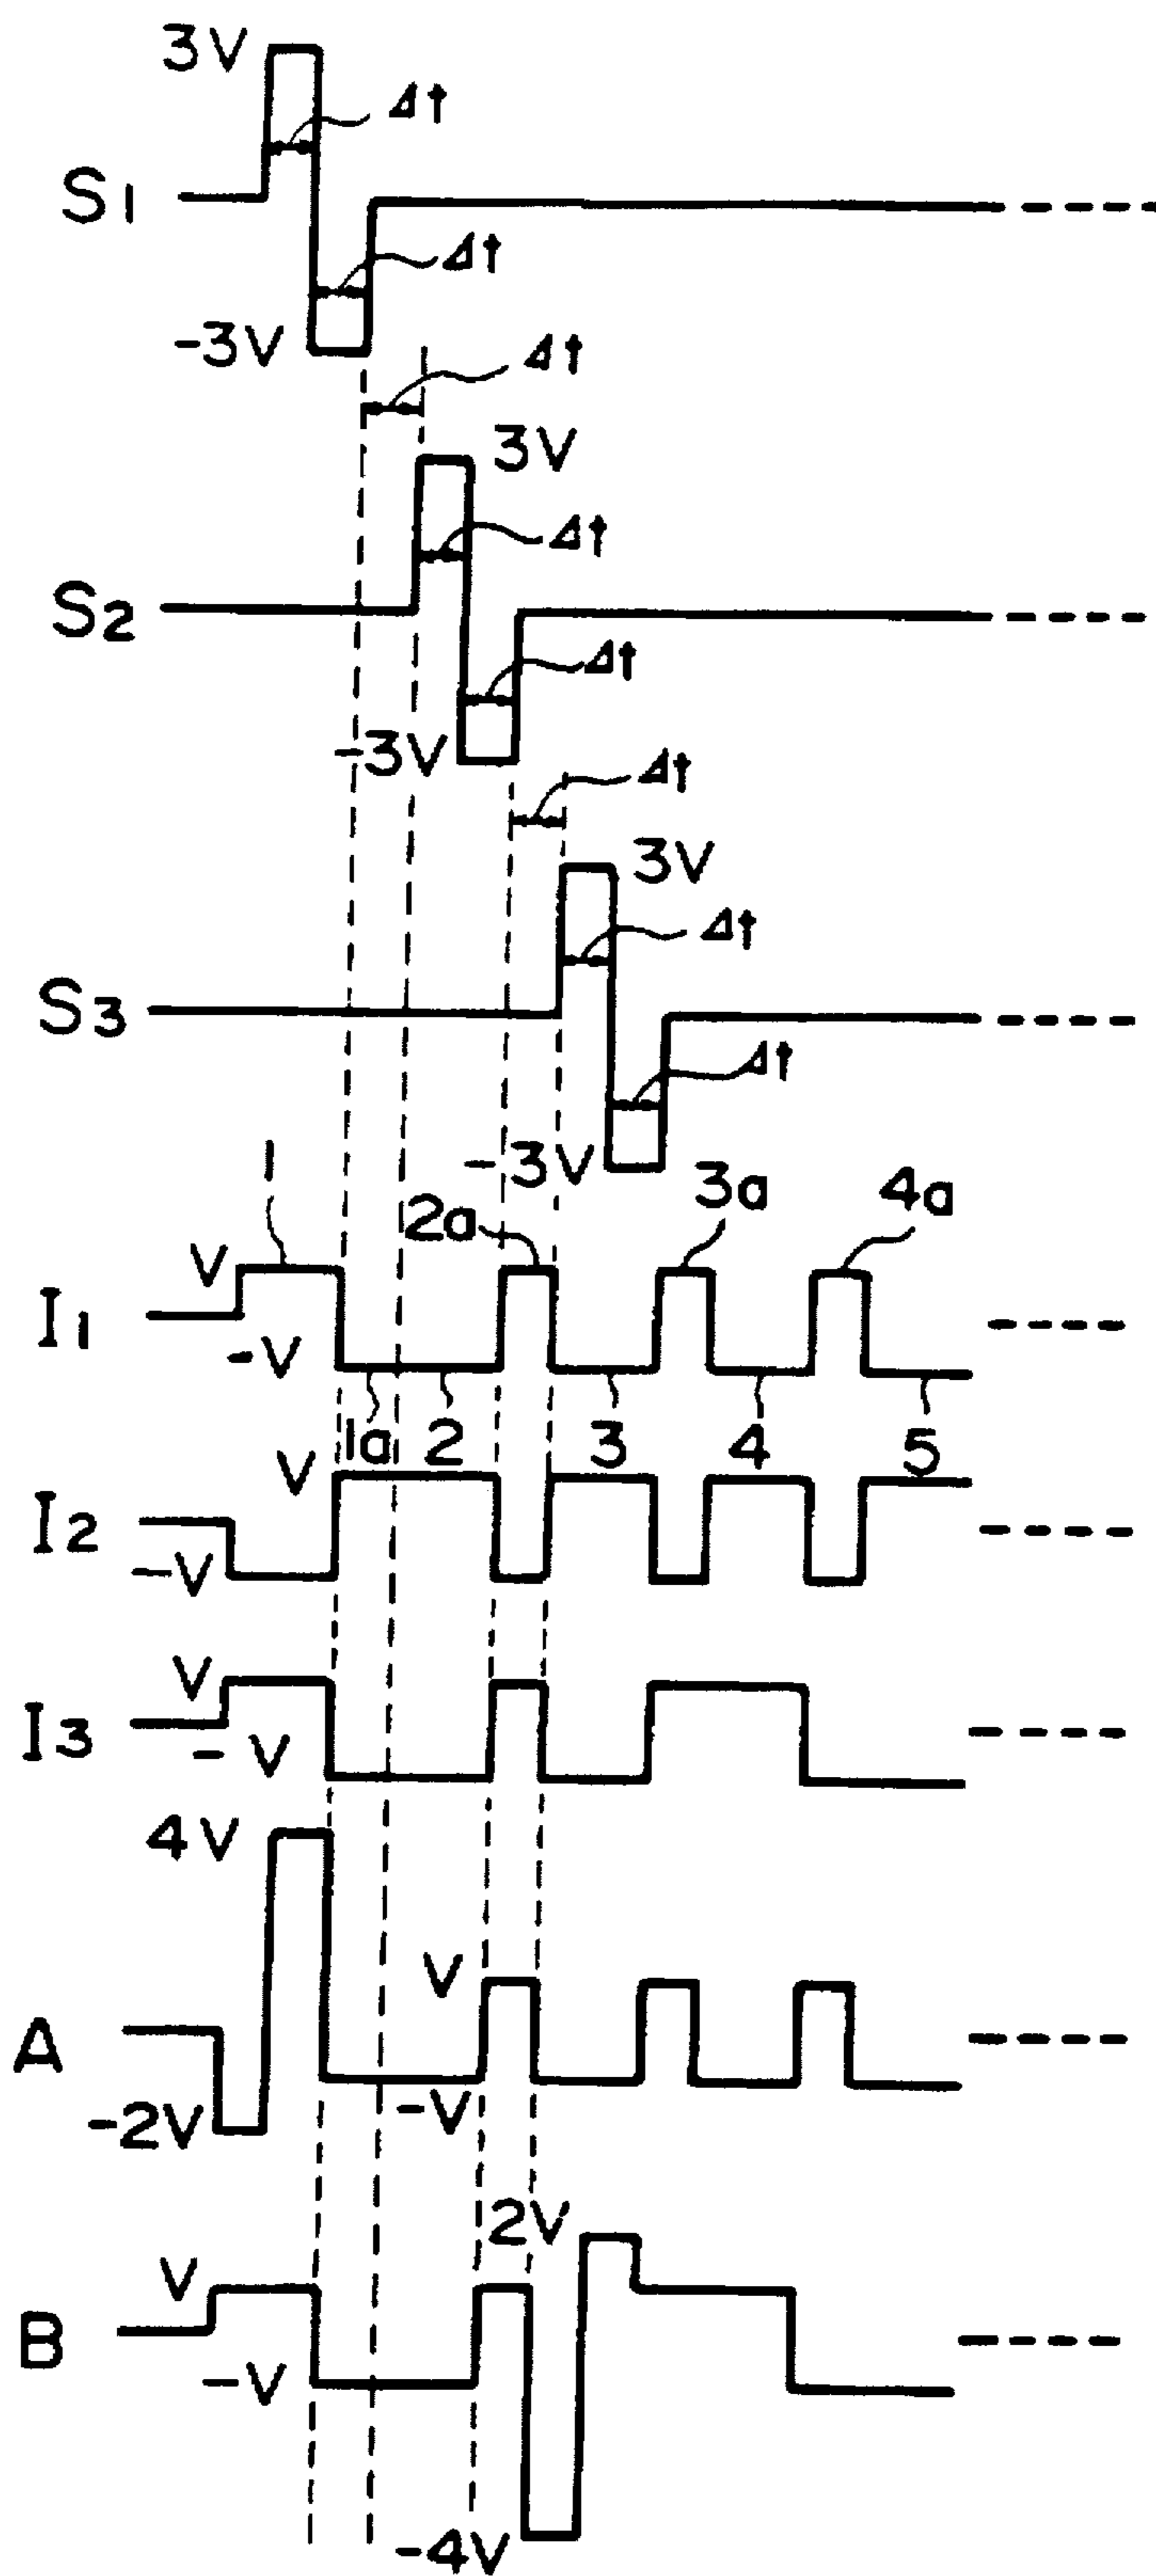 3V
Δt
S1
Δt
-3V
Δt
3V
Δt
S2
Δt
-3V
Δt
3V
Δt
S3
Δt
-3V
1
2a
3a
4a
V
I1
-V
1a 2 3 4 5
V
I2
-V
V
I3
-V
4V
V
A
-V
-2V
2V
V
B
-V
-4V